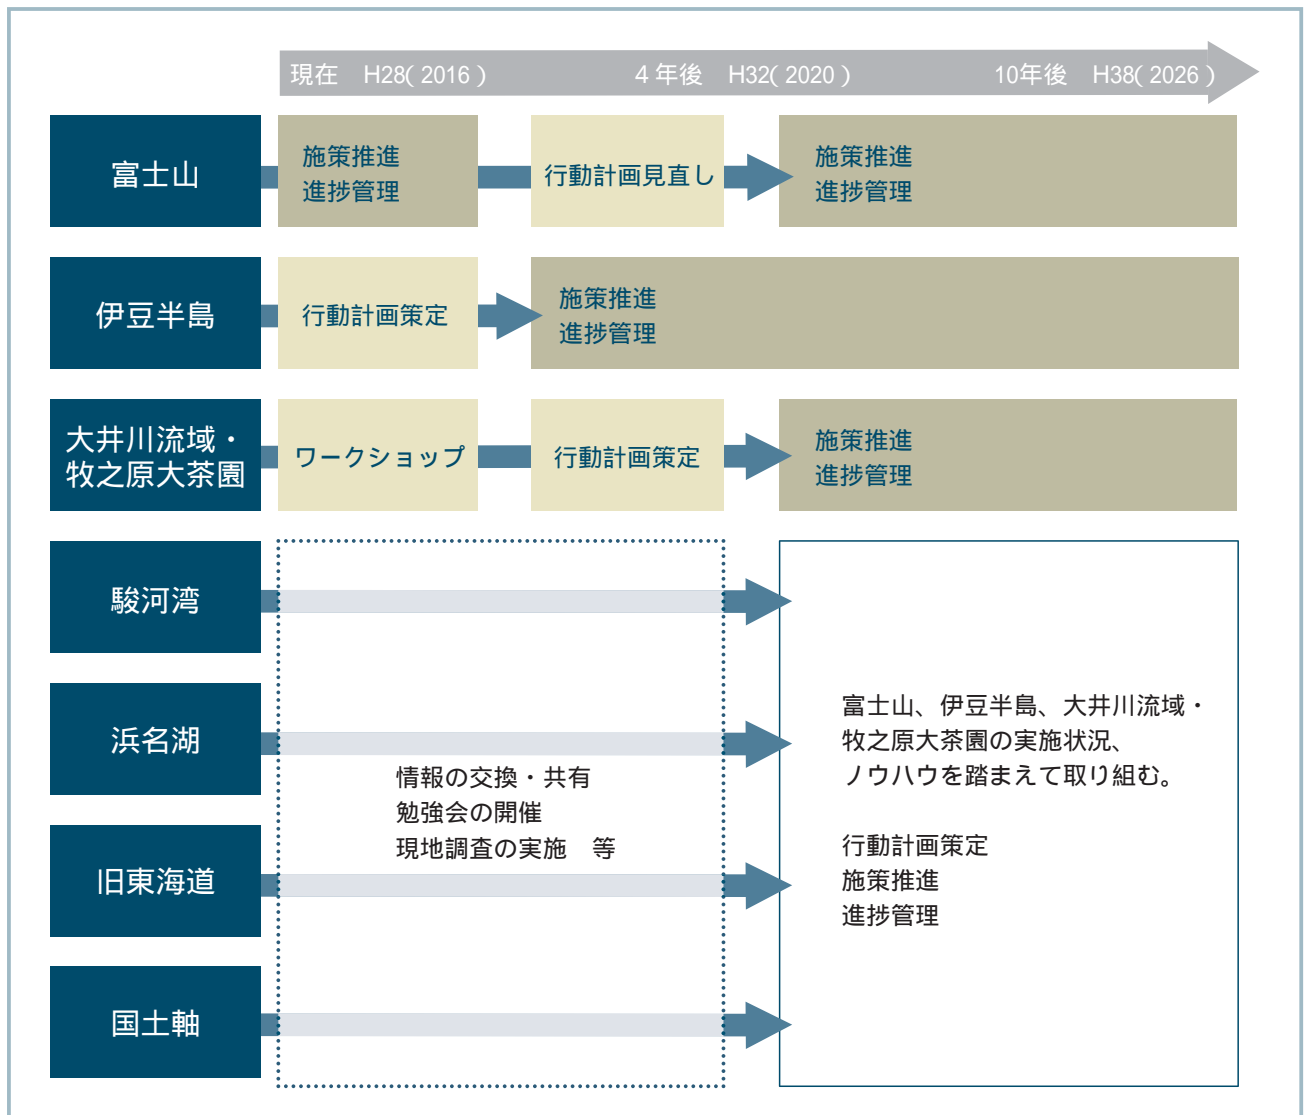 現在　H28(2016)　4年後　H32(2020)　10年後　H38(2026)
富士山
施策推進
進捗管理
行動計画見直し
施策推進
進捗管理
伊豆半島
行動計画策定
施策推進
進捗管理
大井川流域・
牧之原大茶園
ワークショップ
行動計画策定
施策推進
進捗管理
駿河湾
浜名湖
旧東海道
国土軸
情報の交換・共有
勉強会の開催
現地調査の実施　等
富士山、伊豆半島、大井川流域・
牧之原大茶園の実施状況、
ノウハウを踏まえて取り組む。
行動計画策定
施策推進
進捗管理